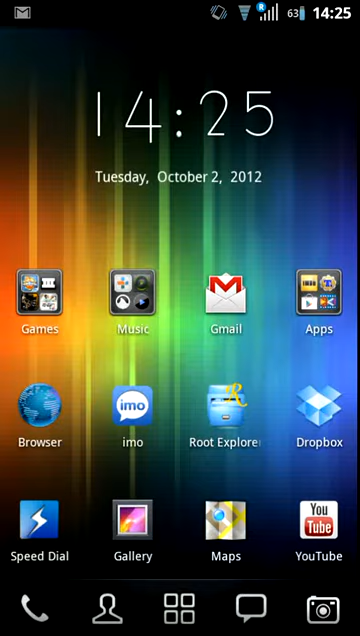 R
63
14:25
14:25
Tuesday, October 2, 2012
Games
Music
Gmail
Apps
Browser
imo
imo
R
Root Explore
Dropbox
You
Tube
Speed Dial
Gallery
Maps
YouTube